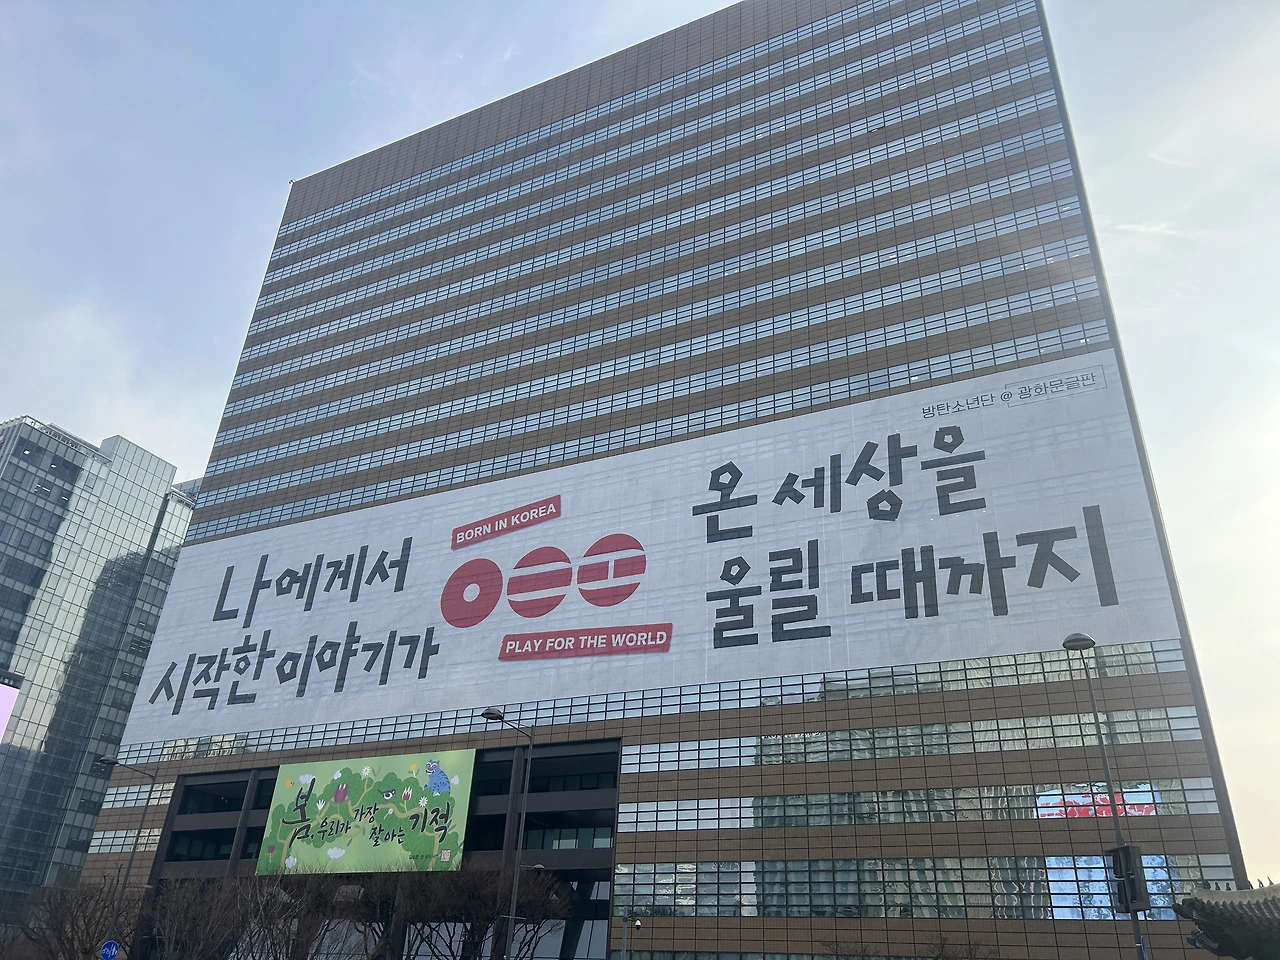 방탄소년단 @ 광화문글판
나에게서
시작한 이야기가
BORN IN KOREA
PLAY FOR THE WORLD
온 세상을
울릴 때까지
봄, 우리가 가장
잘 아는 기적